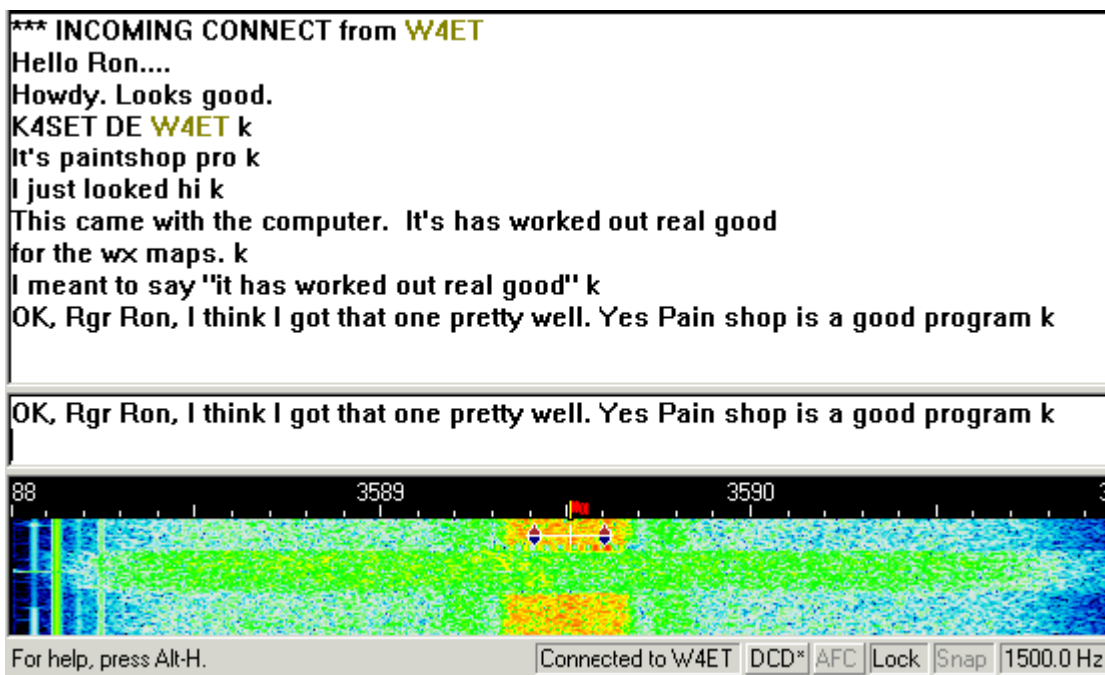 *** INCOMING CONNECT from W4ET
Hello Ron....
Howdy. Looks good.
K4SET DE W4ET k
It's paintshop pro k
I just looked hi k
This came with the computer.  It's has worked out real good
for the wx maps. k
I meant to say "it has worked out real good" k
OK, Rgr Ron, I think I got that one pretty well. Yes Pain shop is a good program k
OK, Rgr Ron, I think I got that one pretty well. Yes Pain shop is a good program k
88 3589 3590
For help, press Alt-H. Connected to W4ET DCD* AFC Lock Snap 1500.0 Hz